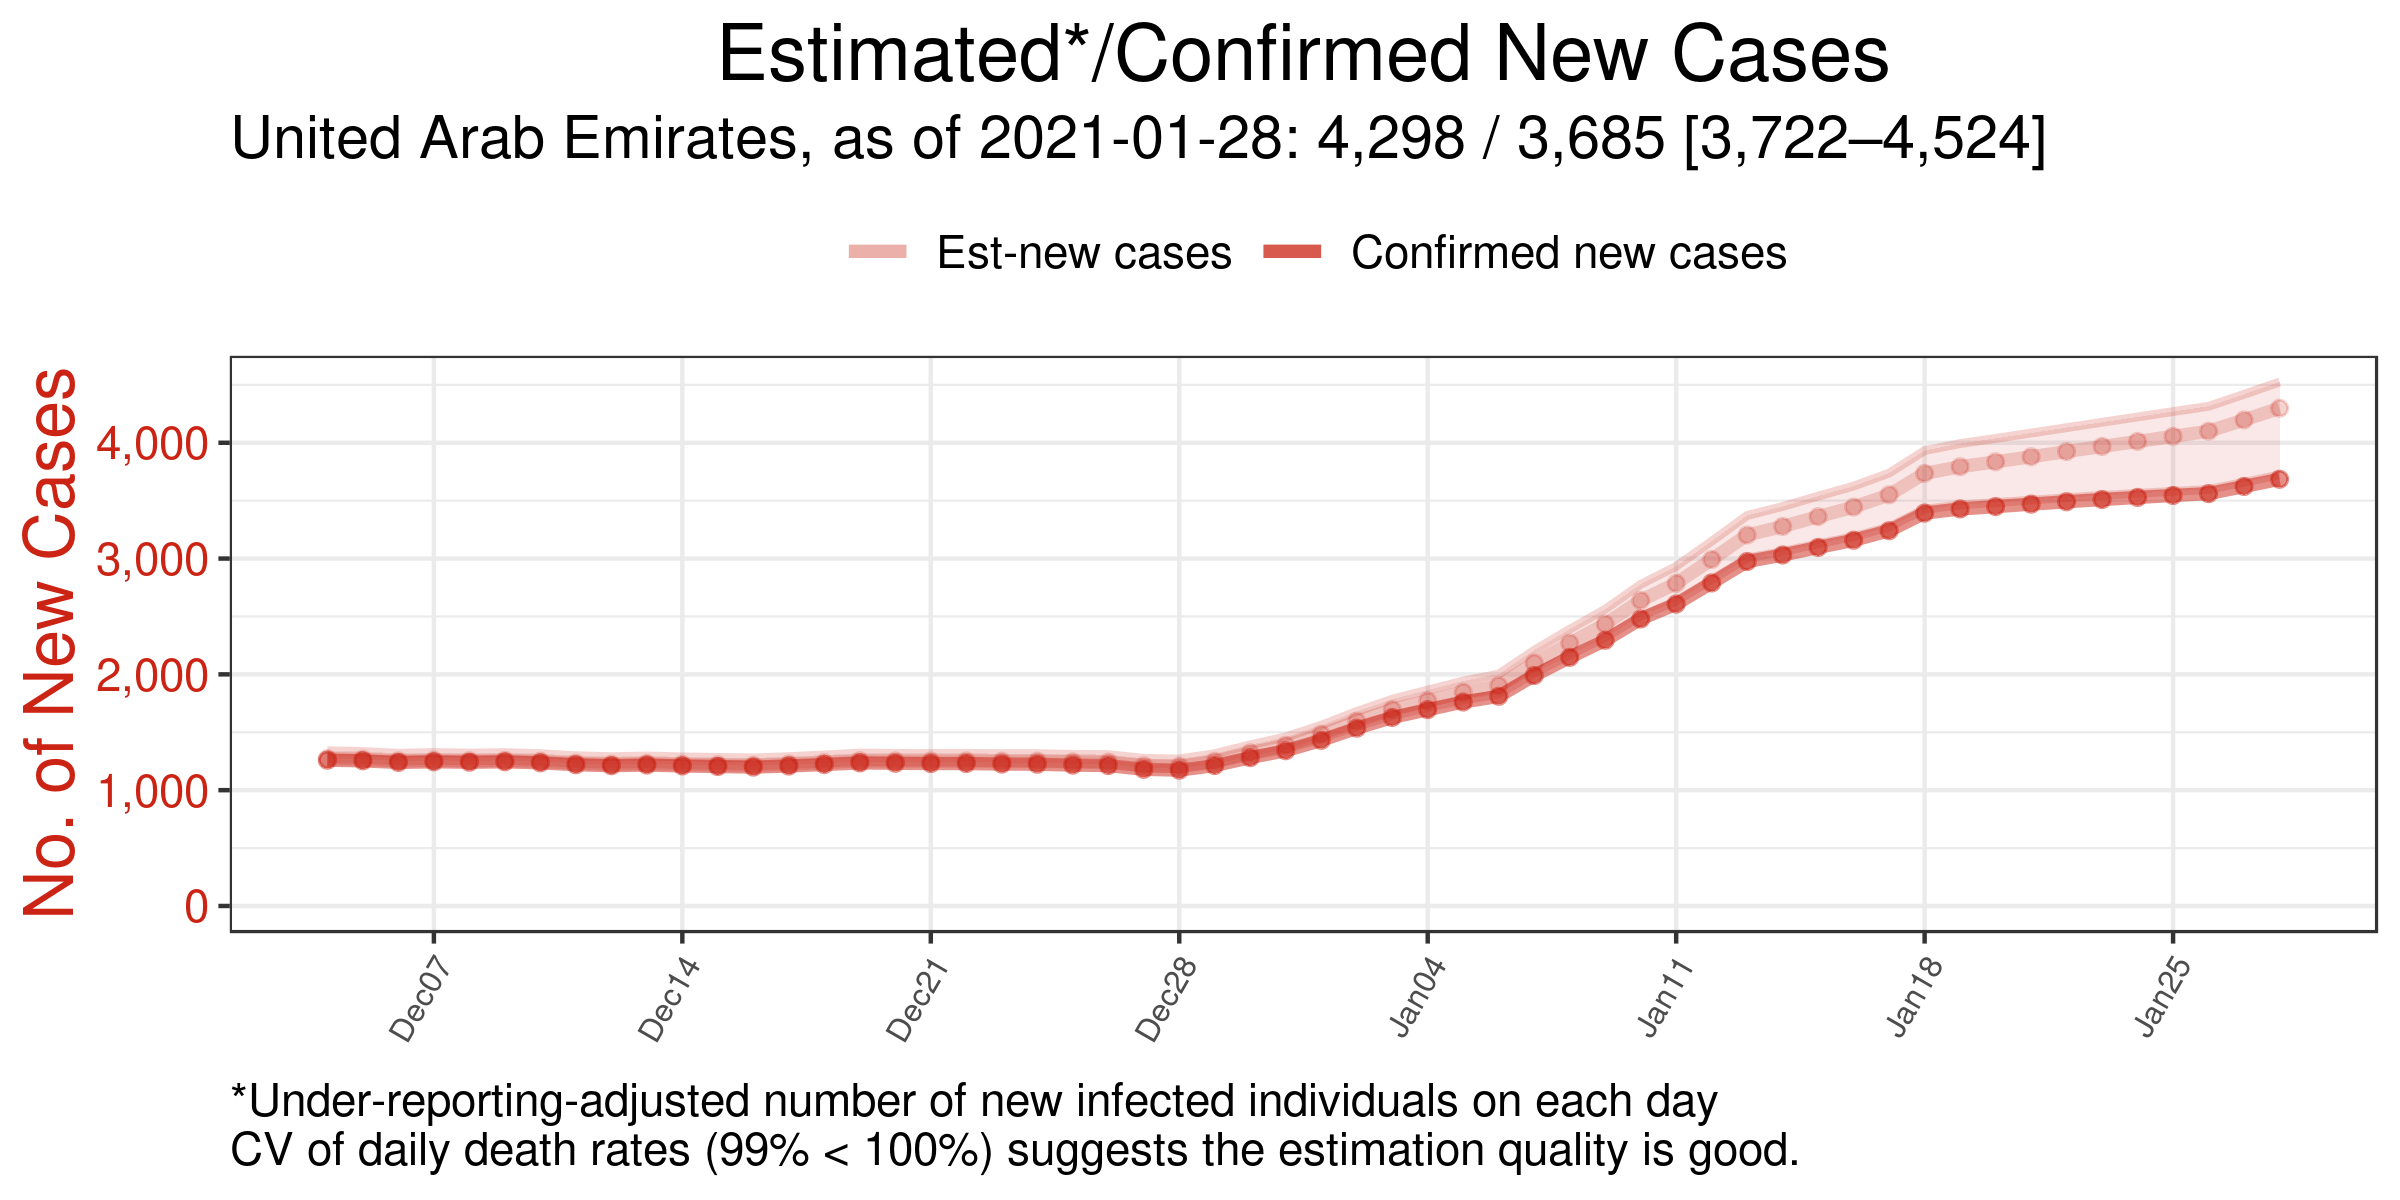 Estimated*/Confirmed New Cases
United Arab Emirates, as of 2021-01-28: 4,298 / 3,685 [3,722–4,524]
Est-new cases
Confirmed new cases
No. of New Cases
4,000
3,000
2,000
1,000
0
Dec07
Dec14
Dec21
Dec28
Jan04
Jan11
Jan18
Jan25
*Under-reporting-adjusted number of new infected individuals on each day
CV of daily death rates (99% < 100%) suggests the estimation quality is good.